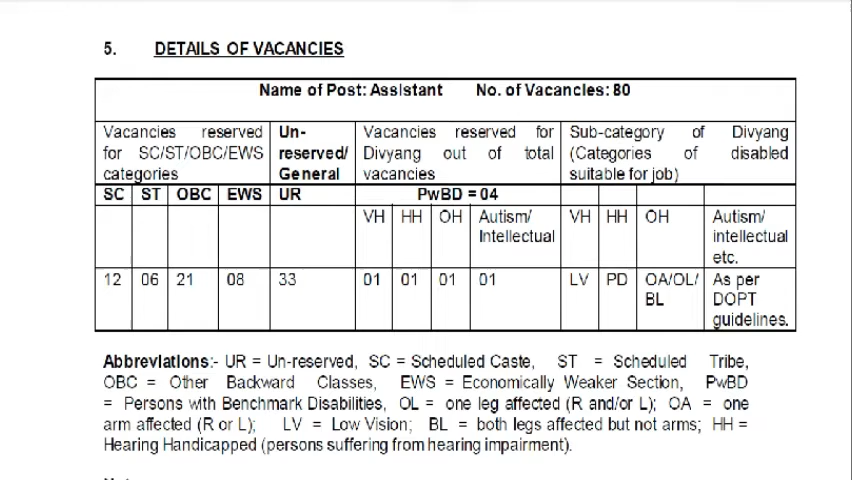 5. DETAILS OF VACANCIES
Name of Post: Assistant No. of Vacancies: 80
Vacancies reserved for SC/ST/OBC/EWS categories
Un-reserved/ General
Vacancies reserved for Divyang out of total vacancies
Sub-category of Divyang (Categories of disabled suitable for job)
SC ST OBC EWS UR PwBD = 04
VH HH OH Autism/ Intellectual VH HH OH Autism/ intellectual etc.
12 06 21 08 33 01 01 01 01 LV PD OA/OL/ BL As per DOPT guidelines.
Abbreviations:- UR = Un-reserved, SC = Scheduled Caste, ST = Scheduled Tribe,
OBC = Other Backward Classes, EWS = Economically Weaker Section, PwBD
= Persons with Benchmark Disabilities, OL = one leg affected (R and/or L); OA = one
arm affected (R or L); LV = Low Vision; BL = both legs affected but not arms; HH =
Hearing Handicapped (persons suffering from hearing impairment).